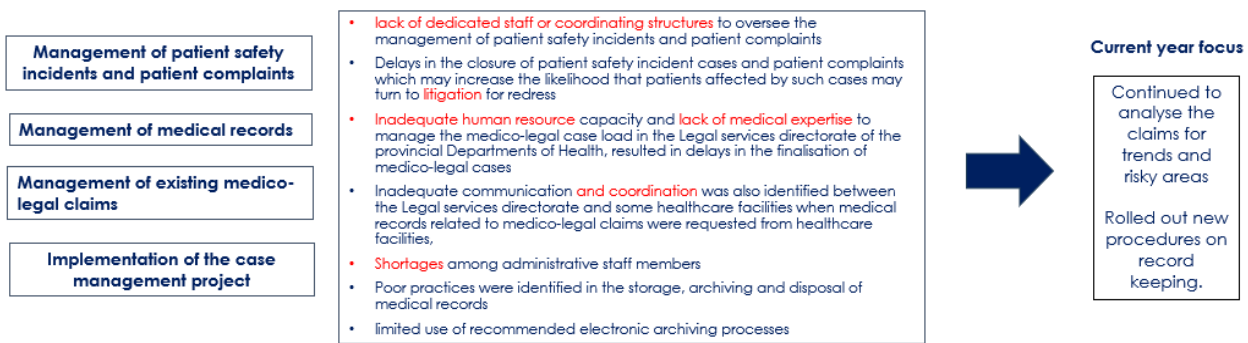 Management of patient safety
incidents and patient complaints
Management of medical records
Management of existing medico-
legal claims
Implementation of the case
management project
• lack of dedicated staff or coordinating structures to oversee the
management of patient safety incidents and patient complaints
• Delays in the closure of patient safety incident cases and patient complaints
which may increase the likelihood that patients affected by such cases may
turn to litigation for redress
• Inadequate human resource capacity and lack of medical expertise to
manage the medico-legal case load in the Legal services directorate of the
provincial Departments of Health, resulted in delays in the finalisation of
medico-legal cases
• Inadequate communication and coordination was also identified between
the Legal services directorate and some healthcare facilities when medical
records related to medico-legal claims were requested from healthcare
facilities,
• Shortages among administrative staff members
• Poor practices were identified in the storage, archiving and disposal of
medical records
• limited use of recommended electronic archiving processes
Current year focus
Continued to
analyse the
claims for
trends and
risky areas
Rolled out new
procedures on
record
keeping.